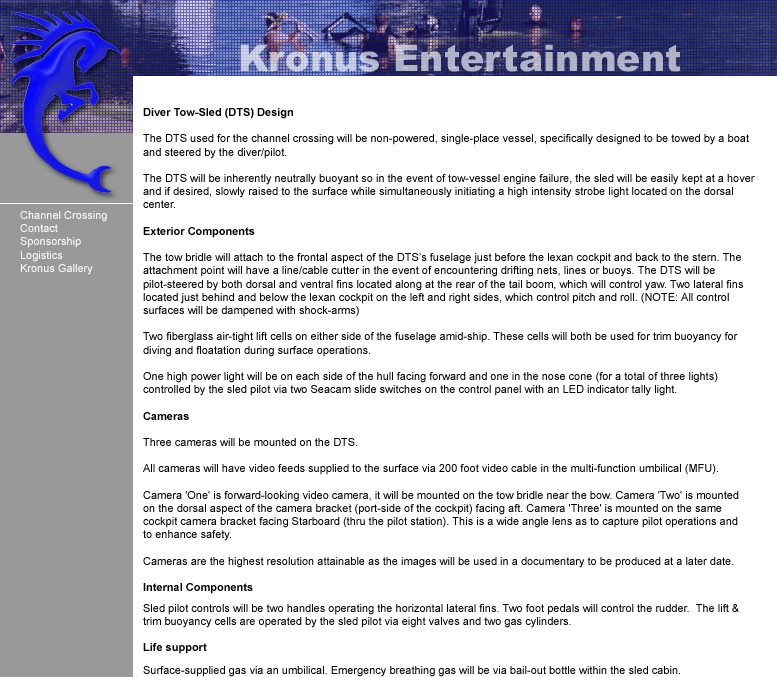 Kronus Entertainment
Channel Crossing
Contact
Sponsorship
Logistics
Kronus Gallery
Diver Tow-Sled (DTS) Design
The DTS used for the channel crossing will be non-powered, single-place vessel, specifically designed to be towed by a boat
and steered by the diver/pilot.
The DTS will be inherently neutrally buoyant so in the event of tow-vessel engine failure, the sled will be easily kept at a hover
and if desired, slowly raised to the surface while simultaneously initiating a high intensity strobe light located on the dorsal
center.
Exterior Components
The tow bridle will attach to the frontal aspect of the DTS's fuselage just before the lexan cockpit and back to the stern. The
attachment point will have a line/cable cutter in the event of encountering drifting nets, lines or buoys. The DTS will be
pilot-steered by both dorsal and ventral fins located along at the rear of the tail boom, which will control yaw. Two lateral fins
located just behind and below the lexan cockpit on the left and right sides, which control pitch and roll. (NOTE: All control
surfaces will be dampened with shock-arms)
Two fiberglass air-tight lift cells on either side of the fuselage amid-ship. These cells will both be used for trim buoyancy for
diving and floatation during surface operations.
One high power light will be on each side of the hull facing forward and one in the nose cone (for a total of three lights)
controlled by the sled pilot via two Seacam slide switches on the control panel with an LED indicator tally light.
Cameras
Three cameras will be mounted on the DTS.
All cameras will have video feeds supplied to the surface via 200 foot video cable in the multi-function umbilical (MFU).
Camera 'One' is forward-looking video camera, it will be mounted on the tow bridle near the bow. Camera 'Two' is mounted
on the dorsal aspect of the camera bracket (port-side of the cockpit) facing aft. Camera 'Three' is mounted on the same
cockpit camera bracket facing Starboard (thru the pilot station). This is a wide angle lens as to capture pilot operations and
to enhance safety.
Cameras are the highest resolution attainable as the images will be used in a documentary to be produced at a later date.
Internal Components
Sled pilot controls will be two handles operating the horizontal lateral fins. Two foot pedals will control the rudder. The lift &
trim buoyancy cells are operated by the sled pilot via eight valves and two gas cylinders.
Life support
Surface-supplied gas via an umbilical. Emergency breathing gas will be via bail-out bottle within the sled cabin.